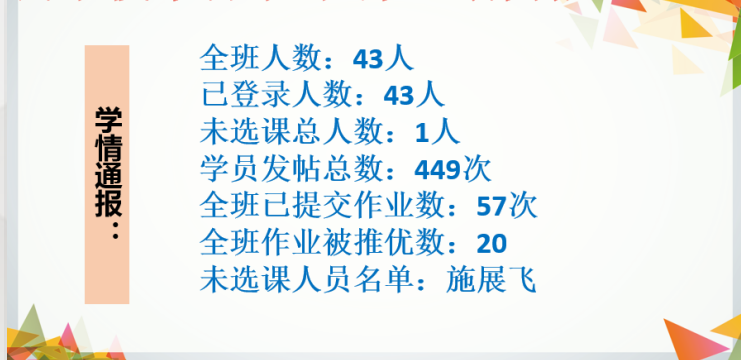 学情通报：
全班人数：43人
已登录人数：43人
未选课总人数：1人
学员发帖总数：449次
全班已提交作业数：57次
全班作业被推优数：20
未选课人员名单：施展飞